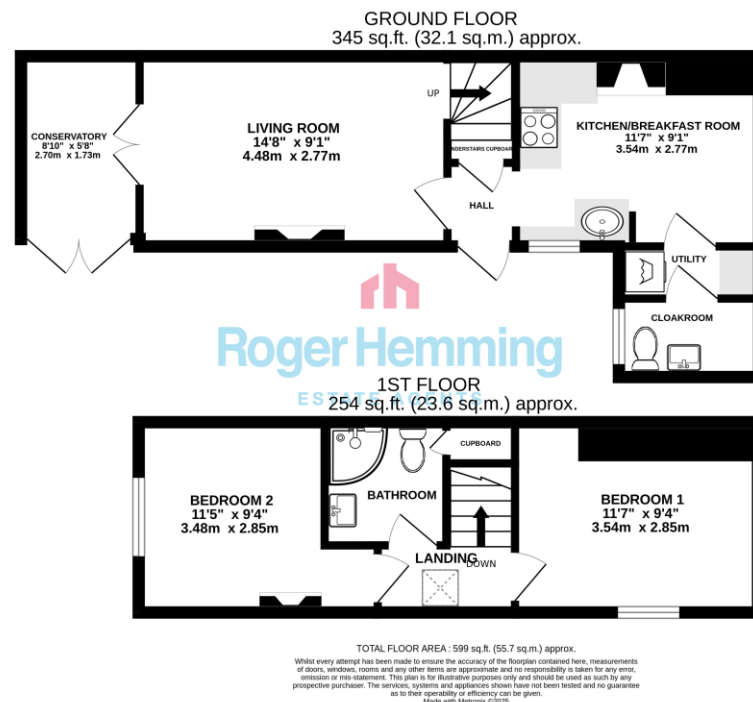 GROUND FLOOR
345 sq.ft. (32.1 sq.m.) approx.
CONSERVATORY
8'10" x 5'8"
2.70m x 1.73m
LIVING ROOM
14'8" x 9'1"
4.48m x 2.77m
UP
CUPBOARD
HALL
KITCHEN/BREAKFAST ROOM
11'7" x 9'1"
3.54m x 2.77m
UTILITY
CLOAKROOM
Roger Hemming
ESTATE AGENTS
1ST FLOOR
254 sq.ft. (23.6 sq.m.) approx.
BEDROOM 2
11'5" x 9'4"
3.48m x 2.85m
BATHROOM
CUPBOARD
LANDING
DOWN
BEDROOM 1
11'7" x 9'4"
3.54m x 2.85m
TOTAL FLOOR AREA : 599 sq.ft. (55.7 sq.m.) approx.
Whilst every attempt has been made to ensure the accuracy of the floorplan contained here, measurements
of doors, windows, rooms and any other items are approximate and no responsibility is taken for any error,
omission or mis-statement. This plan is for illustrative purposes only and should be used as such by any
prospective purchaser. The services, systems and appliances shown have not been tested and no guarantee
as to their operability or efficiency can be given.
Made with Metropix ©2025